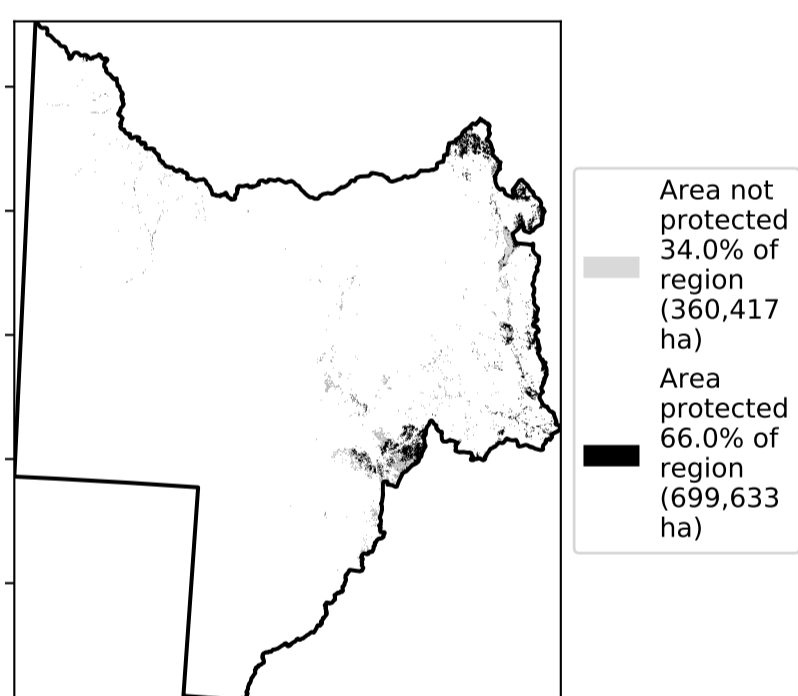 Area not
protected
34.0% of
region
(360,417
ha)
Area
protected
66.0% of
region
(699,633
ha)